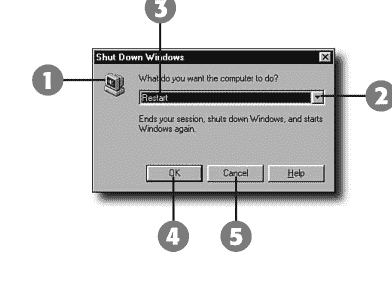 3
Shut Down Windows
1
What do you want the computer to do?
Restart
2
Ends your session, shuts down Windows, and starts
Windows again.
OK
Cancel
Help
4
5